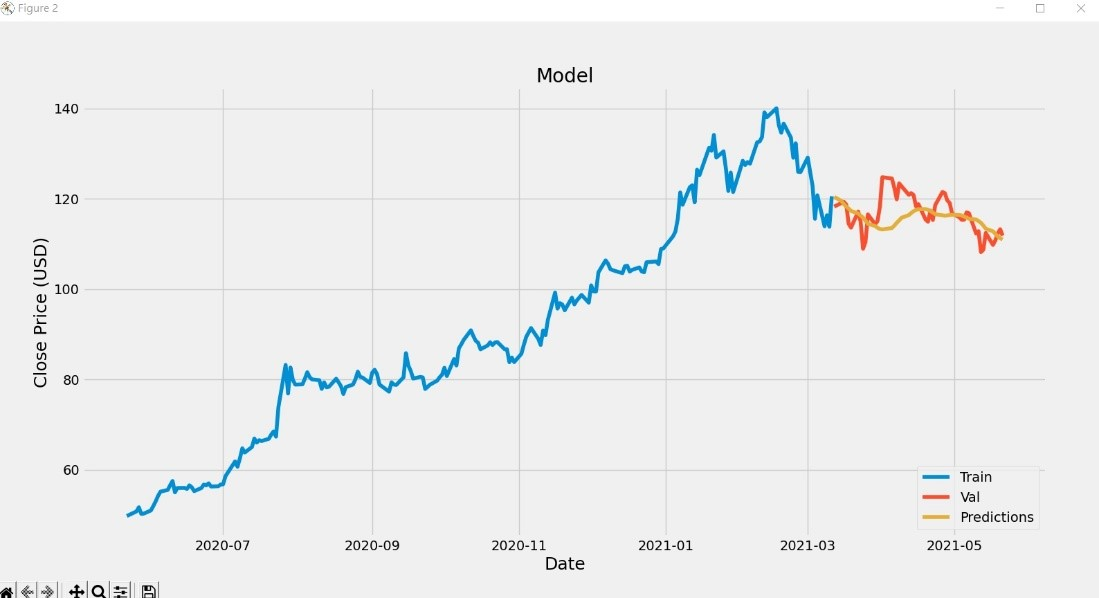 Figure 2
Model
140
120
100
80
60
Close Price (USD)
Train
Val
Predictions
2020-07 2020-09 2020-11 2021-01 2021-03 2021-05
Date